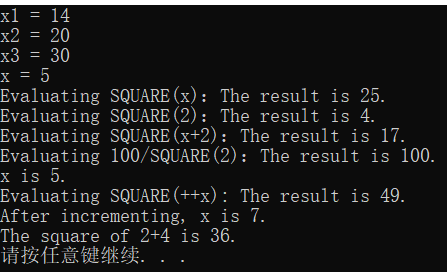 x1 = 14
x2 = 20
x3 = 30
x = 5
Evaluating SQUARE(x): The result is 25.
Evaluating SQUARE(2): The result is 4.
Evaluating SQUARE(x+2): The result is 17.
Evaluating 100/SQUARE(2): The result is 100.
x is 5.
Evaluating SQUARE(++x): The result is 49.
After incrementing, x is 7.
The square of 2+4 is 36.
请按任意键继续. . .